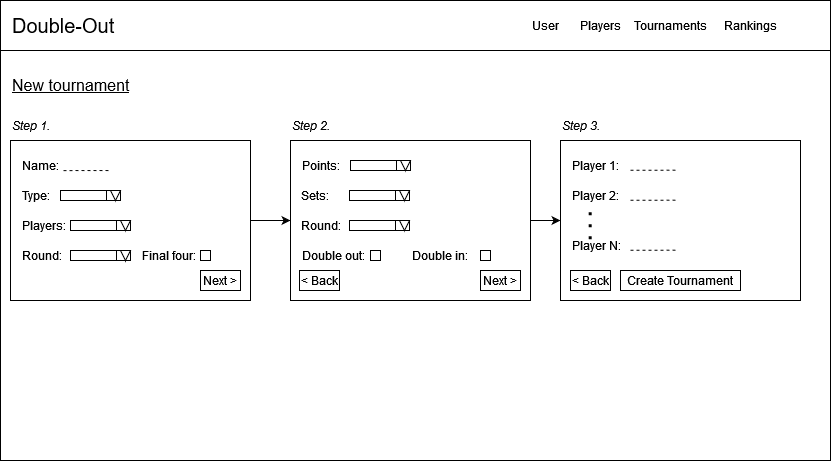 Double-Out
User Players Tournaments Rankings
New tournament
Step 1.
Name: --------
Type:
Players:
Round: Final four:
Next >
Step 2.
Points:
Sets:
Round:
Double out: Double in:
< Back Next >
Step 3.
Player 1: --------
Player 2: --------
Player N: --------
< Back Create Tournament